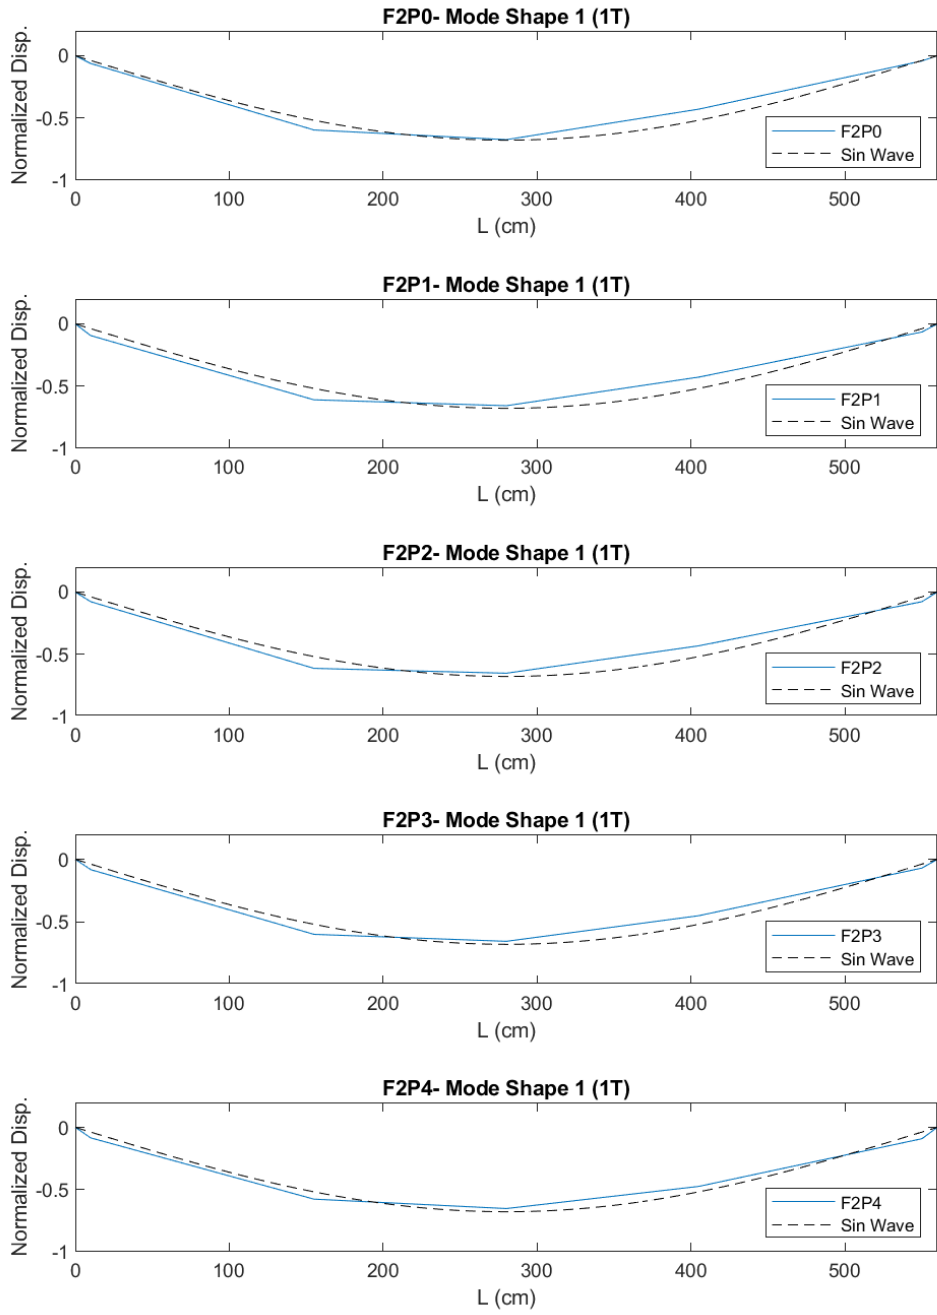 F2P0- Mode Shape 1 (1T)
Normalized Disp.
0
-0.5
-1
F2P0
Sin Wave
0 100 200 300 400 500
L (cm)
F2P1- Mode Shape 1 (1T)
Normalized Disp.
0
-0.5
-1
F2P1
Sin Wave
0 100 200 300 400 500
L (cm)
F2P2- Mode Shape 1 (1T)
Normalized Disp.
0
-0.5
-1
F2P2
Sin Wave
0 100 200 300 400 500
L (cm)
F2P3- Mode Shape 1 (1T)
Normalized Disp.
0
-0.5
-1
F2P3
Sin Wave
0 100 200 300 400 500
L (cm)
F2P4- Mode Shape 1 (1T)
Normalized Disp.
0
-0.5
-1
F2P4
Sin Wave
0 100 200 300 400 500
L (cm)